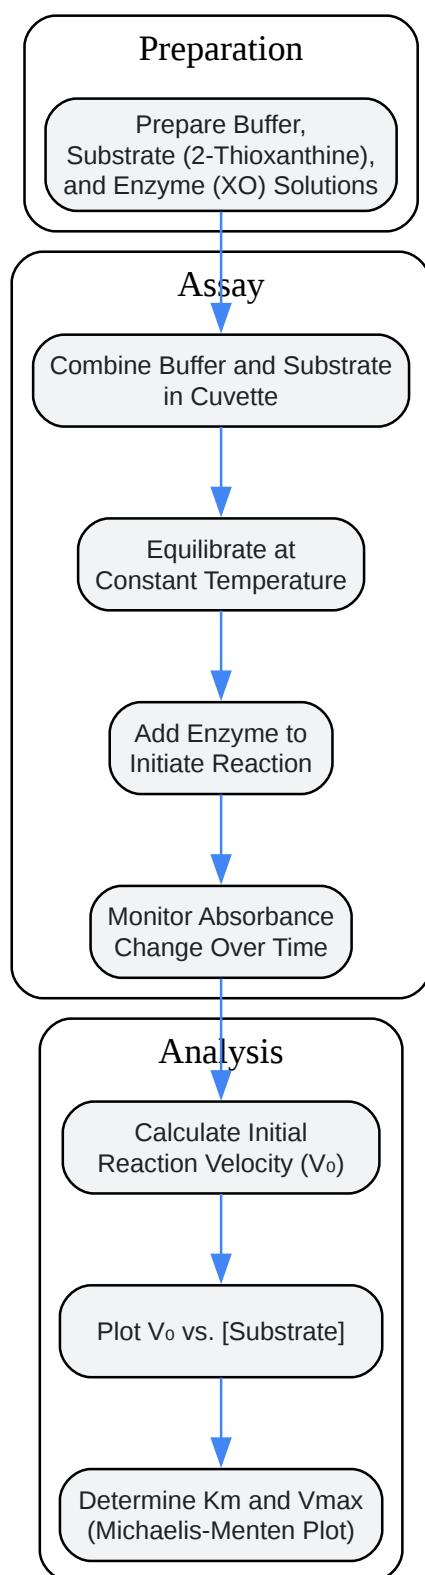 Preparation
Prepare Buffer,
Substrate (2-Thioxanthine),
and Enzyme (XO) Solutions
Assay
Combine Buffer and Substrate
in Cuvette
Equilibrate at
Constant Temperature
Add Enzyme to
Initiate Reaction
Monitor Absorbance
Change Over Time
Analysis
Calculate Initial
Reaction Velocity (V₀)
Plot V₀ vs. [Substrate]
Determine Km and Vmax
(Michaelis-Menten Plot)